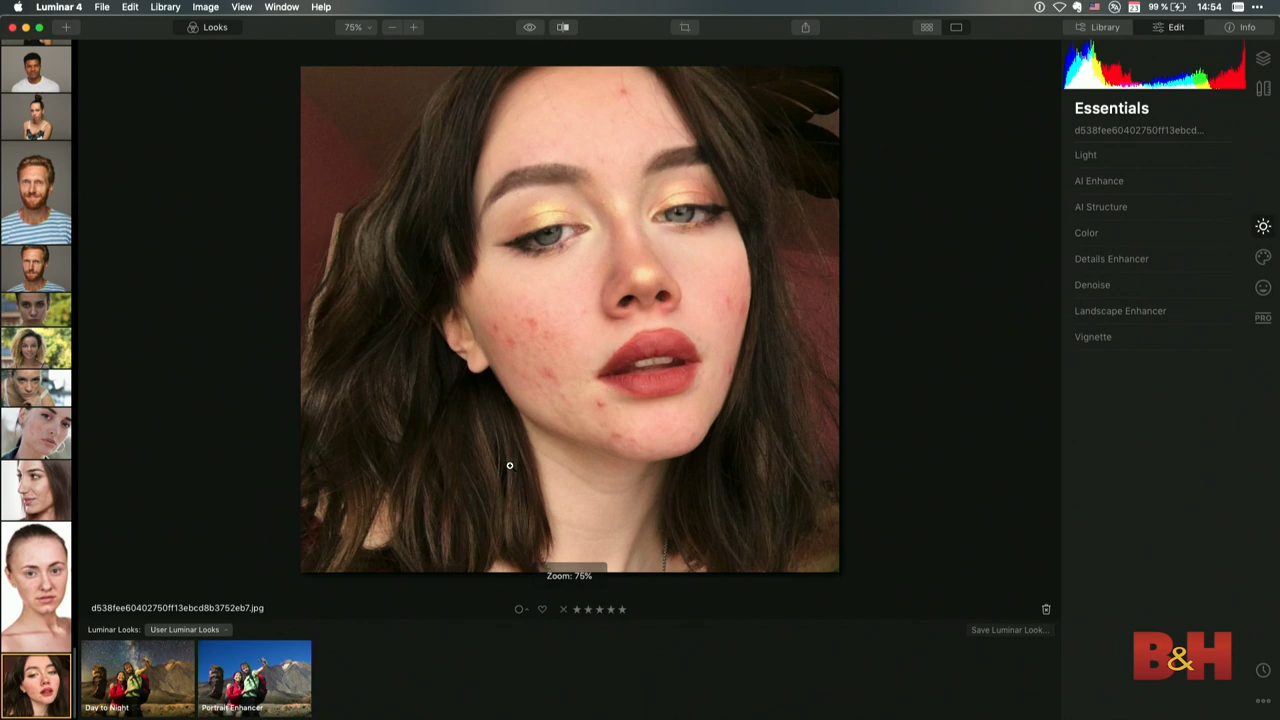 Luminar 4 File Edit Library Image View Window Help
99 % 14:54
Looks
75%
Library
Edit
Info
Essentials
d538fee60402750ff13ebcd...
Light
AI Enhance
AI Structure
Color
Details Enhancer
Denoise
Landscape Enhancer
Vignette
PRO
Zoom: 75%
d538fee60402750ff13ebcd8b3752eb7.jpg
Luminar Looks: User Luminar Looks
Save Luminar Look...
Day to Night
Portrait Enhancer
B&H